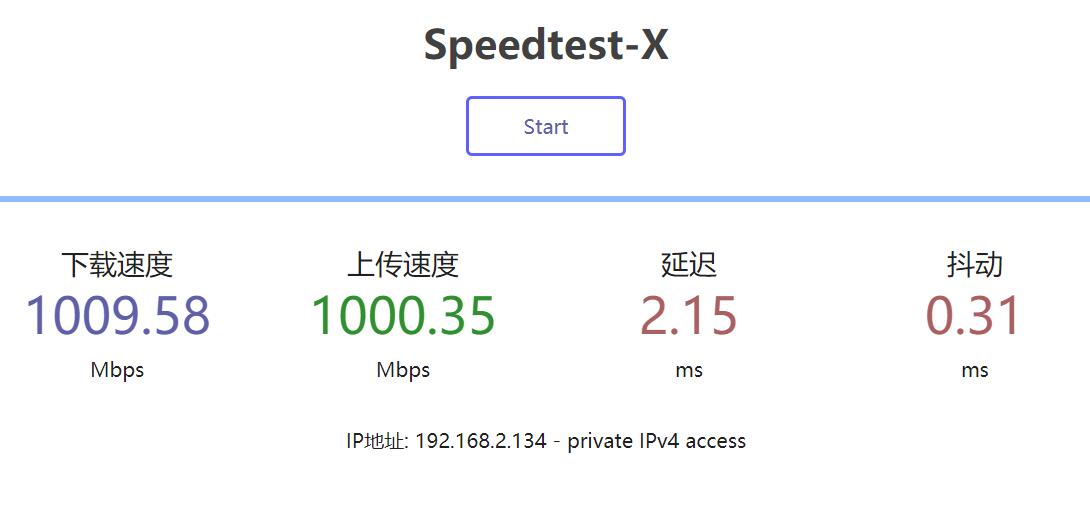 Speedtest-X
Start
下载速度 上传速度 延迟 抖动
1009.58 1000.35 2.15 0.31
Mbps Mbps ms ms
IP地址: 192.168.2.134 - private IPv4 access